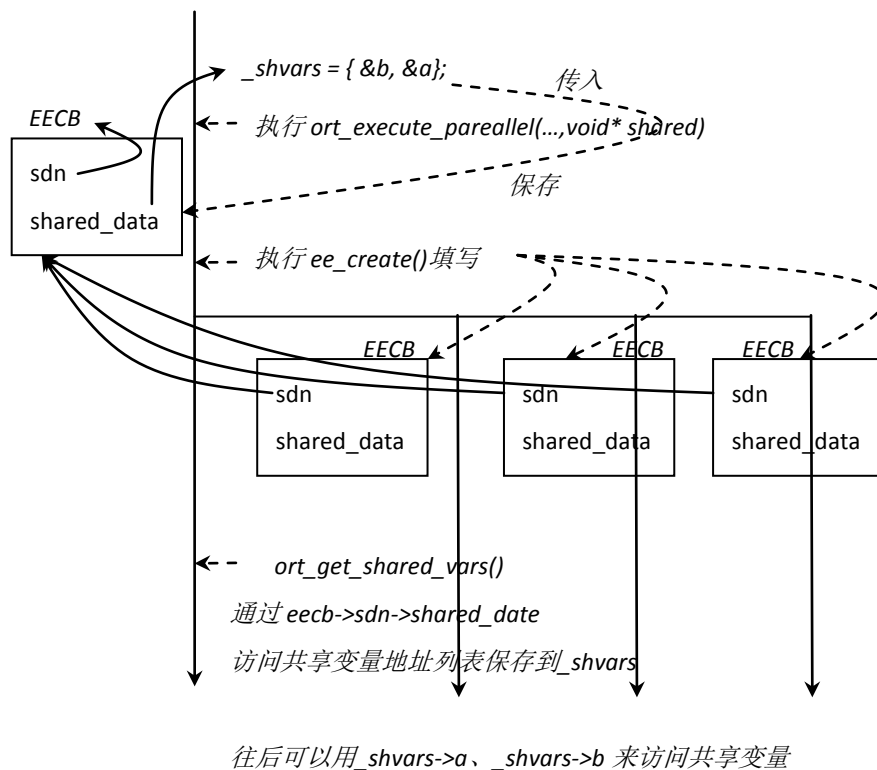 _shvars = { &b, &a};
传入
EECB
执行 ort_execute_pareallel(...,void* shared)
sdn
保存
shared_data
执行 ee_create()填写
EECB EECB EECB
sdn sdn sdn
shared_data shared_data shared_data
ort_get_shared_vars()
通过 eecb->sdn->shared_date
访问共享变量地址列表保存到_shvars
往后可以用_shvars->a、_shvars->b 来访问共享变量